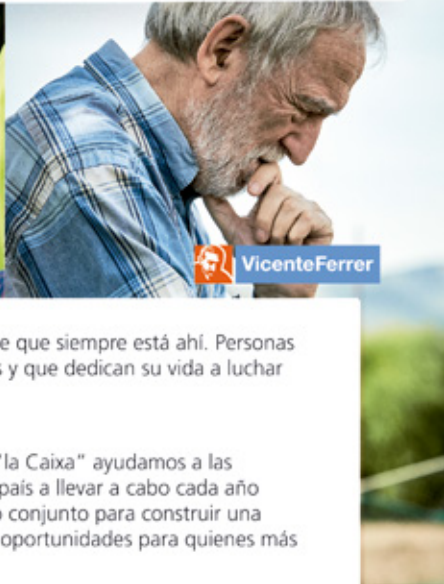 VicenteFerrer
e que siempre está ahí. Personas
s y que dedican su vida a luchar
"la Caixa" ayudamos a las
país a llevar a cabo cada año
o conjunto para construir una
oportunidades para quienes más